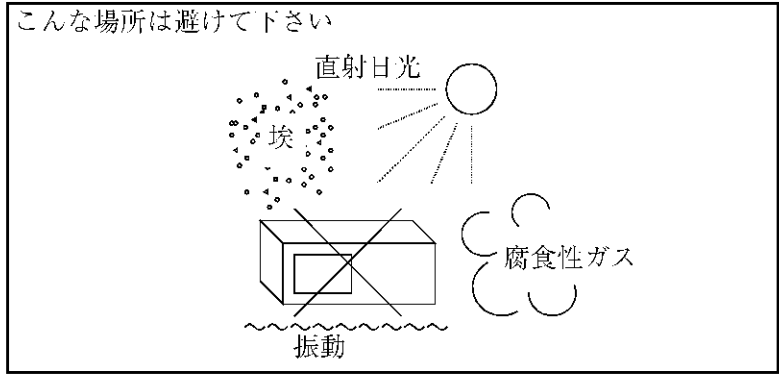 こんな場所は避けて下さい
直射日光
埃
腐食性ガス
振動